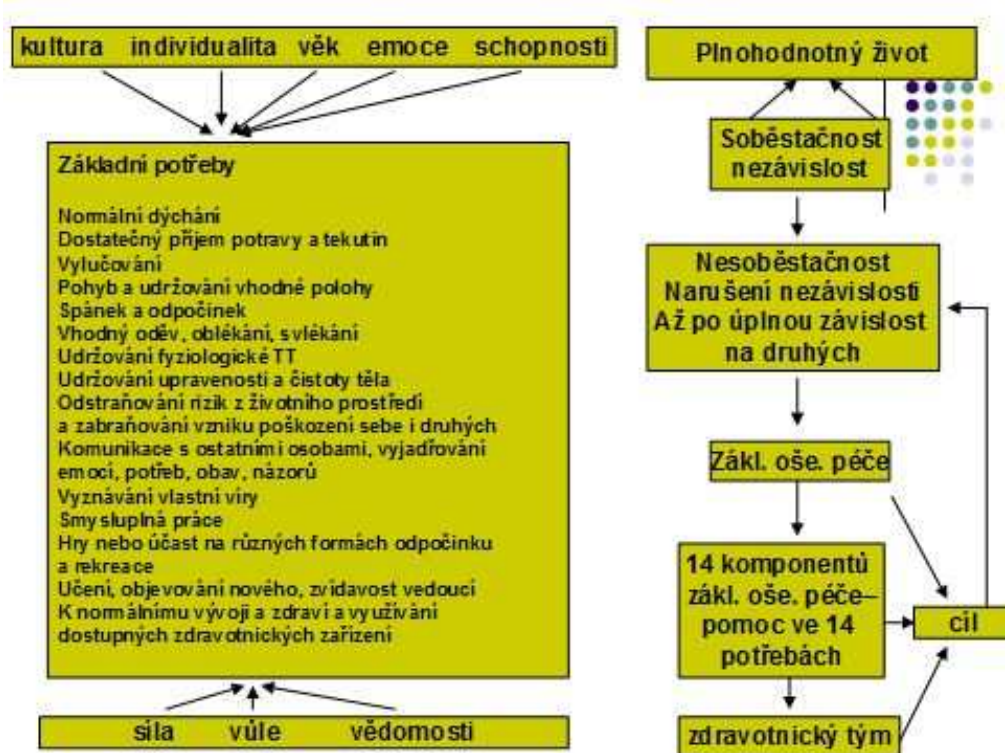 kultura individualita věk emoce schopnosti
Základní potřeby
Normální dýchání
Dostatečný příjem potravy a tekutin
Vylučování
Pohyb a udržování vhodné polohy
Spánek a odpočinek
Vhodný oděv, oblékání, svlékání
Udržování fyziologické TT
Udržování upravenosti a čistoty těla
Odstraňování rizik z životního prostředí
a zabraňování vzniku poškození sebe i druhých
Komunikace s ostatními osobami, vyjadřování
emocí, potřeb, obav, názorů
Vyznávání vlastní víry
Smysluplná práce
Hry nebo účast na různých formách odpočinku
a rekreace
Učení, objevování nového, zvídavost vedoucí
K normálnímu vývoji a zdraví a využívání
dostupných zdravotnických zařízení
síla vůle vědomosti
Plnohodnotný život
Soběstačnost
nezávislost
Nesoběstačnost
Narušení nezávislosti
Až po úplnou závislost
na druhých
Zákl. oše. péče
14 komponentů
zákl. oše. péče–
pomoc ve 14
potřebách
cíl
zdravotnický tým